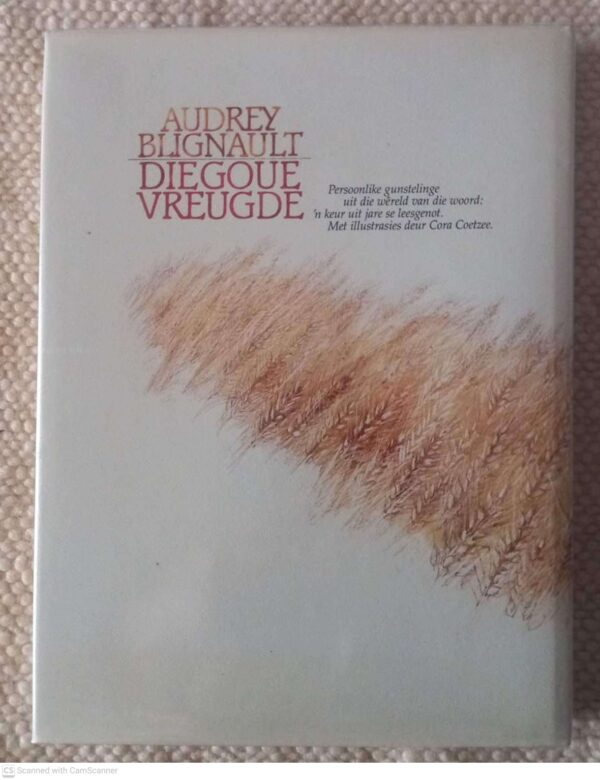 AUDREY
BLIGNAULT
DIE GOUE
VREUGDE
Persoonlike gunstelinge
uit die wêreld van die woord:
'n keur uit jare se leesgenot.
Met illustrasies deur Cora Coetzee.
CS Scanned with CamScanner